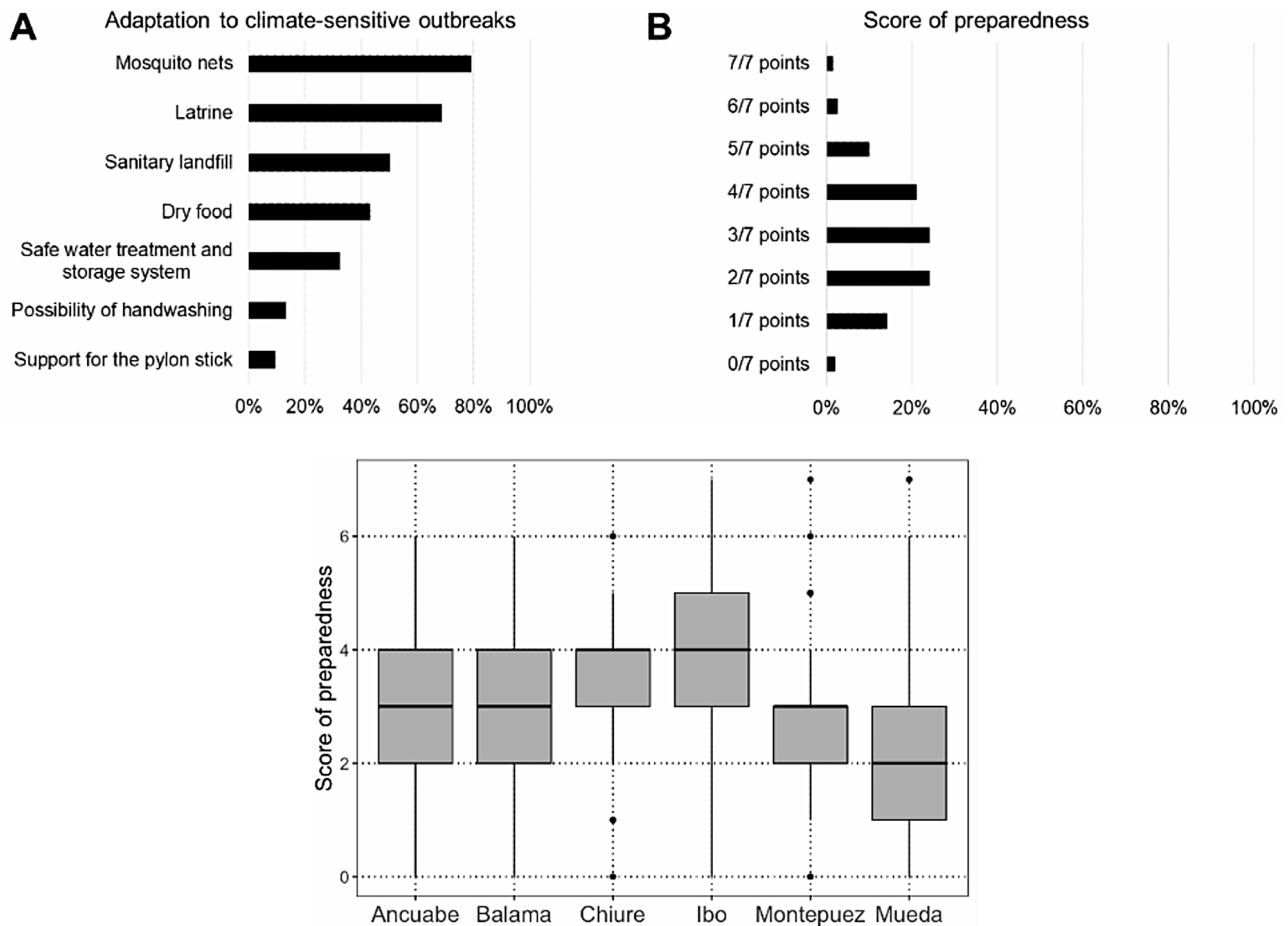 A
Adaptation to climate-sensitive outbreaks
Mosquito nets
Latrine
Sanitary landfill
Dry food
Safe water treatment and
storage system
Possibility of handwashing
Support for the pylon stick
0% 20% 40% 60% 80% 100%
B
Score of preparedness
7/7 points
6/7 points
5/7 points
4/7 points
3/7 points
2/7 points
1/7 points
0/7 points
0% 20% 40% 60% 80% 100%
Score of preparedness
6
4
2
0
Ancuabe Balama Chiure Ibo Montepuez Mueda